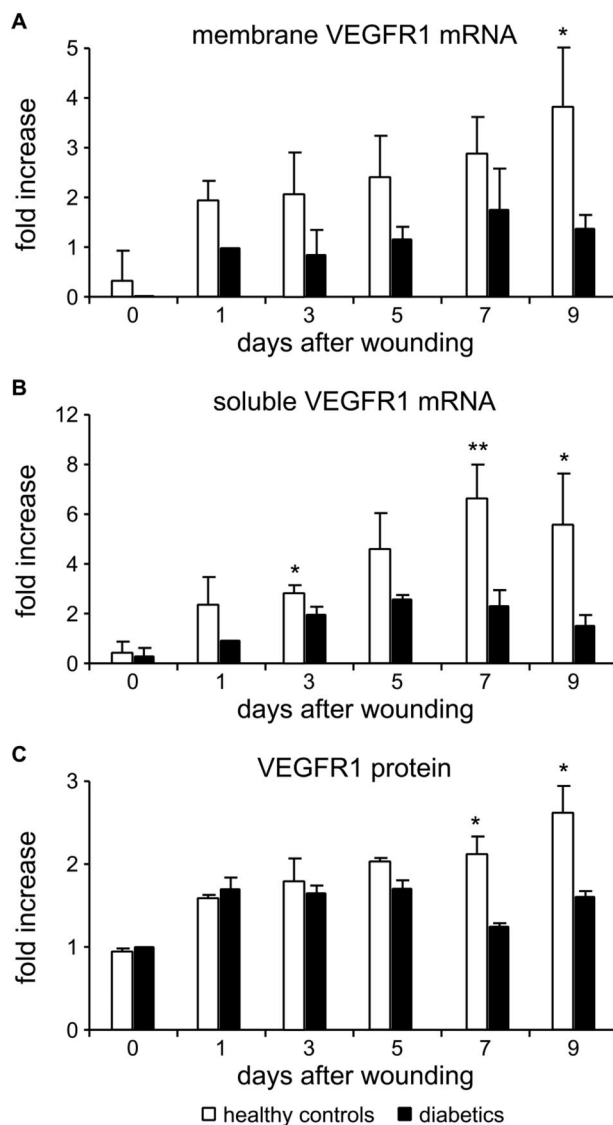 A
membrane VEGFR1 mRNA
*
5
4
3
2
1
0
fold increase
0 1 3 5 7 9
days after wounding
B
soluble VEGFR1 mRNA
12
10
8
6
4
2
0
fold increase
* ** *
0 1 3 5 7 9
days after wounding
C
VEGFR1 protein
3
2
1
0
fold increase
* *
0 1 3 5 7 9
days after wounding
healthy controls diabetics